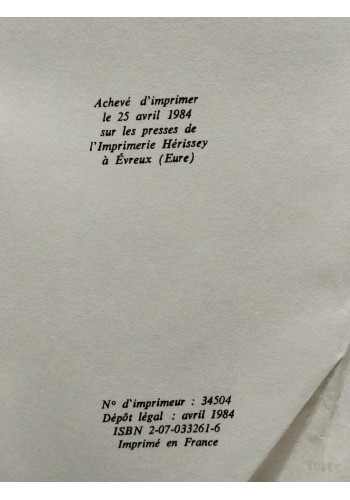 Achevé d'imprimer
le 25 avril 1984
sur les presses de
l'Imprimerie Hérissey
à Évreux (Eure)
N° d'imprimeur : 34504
Dépôt légal : avril 1984
ISBN 2-07-033261-6
Imprimé en France